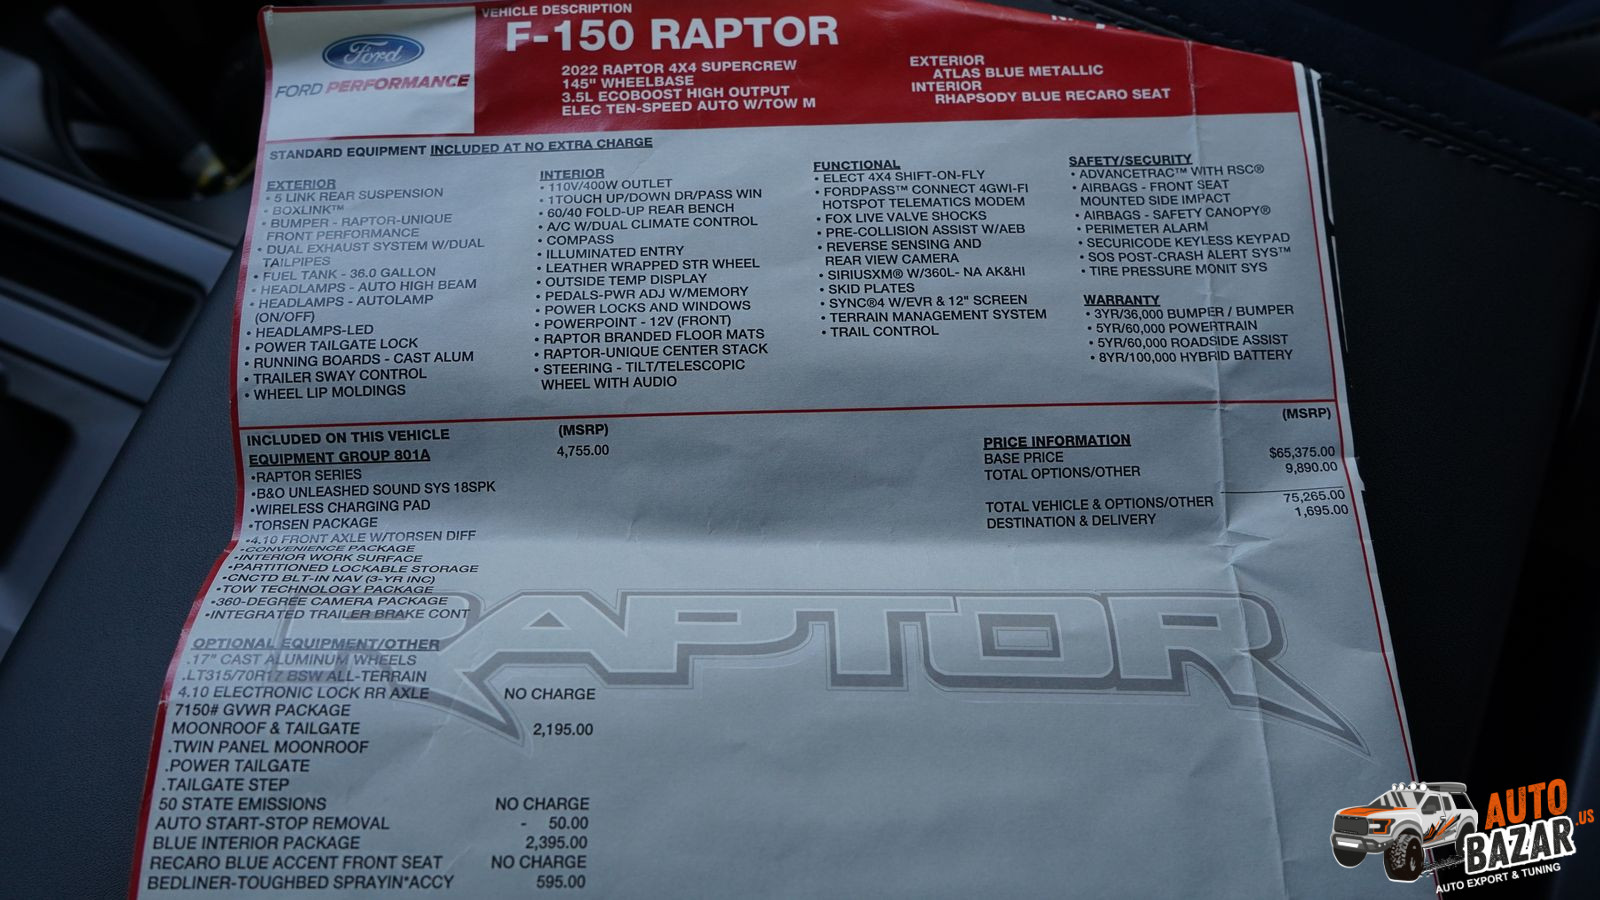 Ford
FORD PERFORMANCE
VEHICLE DESCRIPTION
F-150 RAPTOR
2022 RAPTOR 4X4 SUPERCREW
145" WHEELBASE
3.5L ECOBOOST HIGH OUTPUT
ELEC TEN-SPEED AUTO W/TOW M
EXTERIOR
ATLAS BLUE METALLIC
INTERIOR
RHAPSODY BLUE RECARO SEAT
STANDARD EQUIPMENT INCLUDED AT NO EXTRA CHARGE
EXTERIOR
• 5 LINK REAR SUSPENSION
• BOXLINK™
• BUMPER - RAPTOR-UNIQUE
FRONT PERFORMANCE
• DUAL EXHAUST SYSTEM W/DUAL
TAILPIPES
• FUEL TANK - 36.0 GALLON
• HEADLAMPS - AUTO HIGH BEAM
• HEADLAMPS - AUTOLAMP
(ON/OFF)
• HEADLAMPS-LED
• POWER TAILGATE LOCK
• RUNNING BOARDS - CAST ALUM
• TRAILER SWAY CONTROL
• WHEEL LIP MOLDINGS
INTERIOR
• 110V/400W OUTLET
• 1TOUCH UP/DOWN DR/PASS WIN
• 60/40 FOLD-UP REAR BENCH
• A/C W/DUAL CLIMATE CONTROL
• COMPASS
• ILLUMINATED ENTRY
• LEATHER WRAPPED STR WHEEL
• OUTSIDE TEMP DISPLAY
• PEDALS-PWR ADJ W/MEMORY
• POWER LOCKS AND WINDOWS
• POWERPOINT - 12V (FRONT)
• RAPTOR BRANDED FLOOR MATS
• RAPTOR-UNIQUE CENTER STACK
• STEERING - TILT/TELESCOPIC
WHEEL WITH AUDIO
FUNCTIONAL
• ELECT 4X4 SHIFT-ON-FLY
• FORDPASS™ CONNECT 4GWI-FI
HOTSPOT TELEMATICS MODEM
• FOX LIVE VALVE SHOCKS
• PRE-COLLISION ASSIST W/AEB
• REVERSE SENSING AND
REAR VIEW CAMERA
• SIRIUSXM® W/360L- NA AK&HI
• SKID PLATES
• SYNC®4 W/EVR & 12" SCREEN
• TERRAIN MANAGEMENT SYSTEM
• TRAIL CONTROL
SAFETY/SECURITY
• ADVANCETRAC™ WITH RSC®
• AIRBAGS - FRONT SEAT
MOUNTED SIDE IMPACT
• AIRBAGS - SAFETY CANOPY®
• PERIMETER ALARM
• SECURICODE KEYLESS KEYPAD
• SOS POST-CRASH ALERT SYS™
• TIRE PRESSURE MONIT SYS
WARRANTY
• 3YR/36,000 BUMPER / BUMPER
• 5YR/60,000 POWERTRAIN
• 5YR/60,000 ROADSIDE ASSIST
• 8YR/100,000 HYBRID BATTERY
INCLUDED ON THIS VEHICLE (MSRP)
EQUIPMENT GROUP 801A 4,755.00
•RAPTOR SERIES
•B&O UNLEASHED SOUND SYS 18SPK
•WIRELESS CHARGING PAD
•TORSEN PACKAGE
•4.10 FRONT AXLE W/TORSEN DIFF
•CONVENIENCE PACKAGE
•INTERIOR WORK SURFACE
•PARTITIONED LOCKABLE STORAGE
•CNCTD BLT-IN NAV (3-YR INC)
•TOW TECHNOLOGY PACKAGE
•360-DEGREE CAMERA PACKAGE
•INTEGRATED TRAILER BRAKE CONT
OPTIONAL EQUIPMENT/OTHER
.17" CAST ALUMINUM WHEELS
.LT315/70R17 BSW ALL-TERRAIN
4.10 ELECTRONIC LOCK RR AXLE NO CHARGE
7150# GVWR PACKAGE
MOONROOF & TAILGATE 2,195.00
.TWIN PANEL MOONROOF
.POWER TAILGATE
.TAILGATE STEP
50 STATE EMISSIONS NO CHARGE
AUTO START-STOP REMOVAL - 50.00
BLUE INTERIOR PACKAGE 2,395.00
RECARO BLUE ACCENT FRONT SEAT NO CHARGE
BEDLINER-TOUGHBED SPRAYIN*ACCY 595.00
(MSRP)
PRICE INFORMATION
BASE PRICE $65,375.00
TOTAL OPTIONS/OTHER 9,890.00
TOTAL VEHICLE & OPTIONS/OTHER 75,265.00
DESTINATION & DELIVERY 1,695.00
RAPTOR
AUTO
BAZAR.US
AUTO EXPORT & TUNING